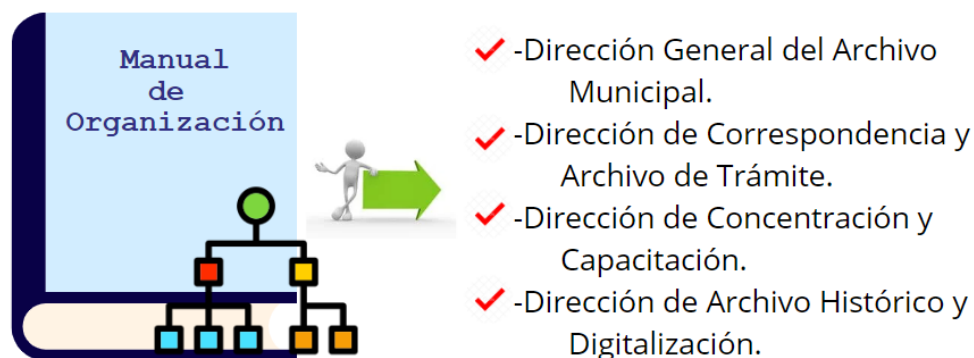 Manual
de
Organización
-Dirección General del Archivo
Municipal.
-Dirección de Correspondencia y
Archivo de Trámite.
-Dirección de Concentración y
Capacitación.
-Dirección de Archivo Histórico y
Digitalización.